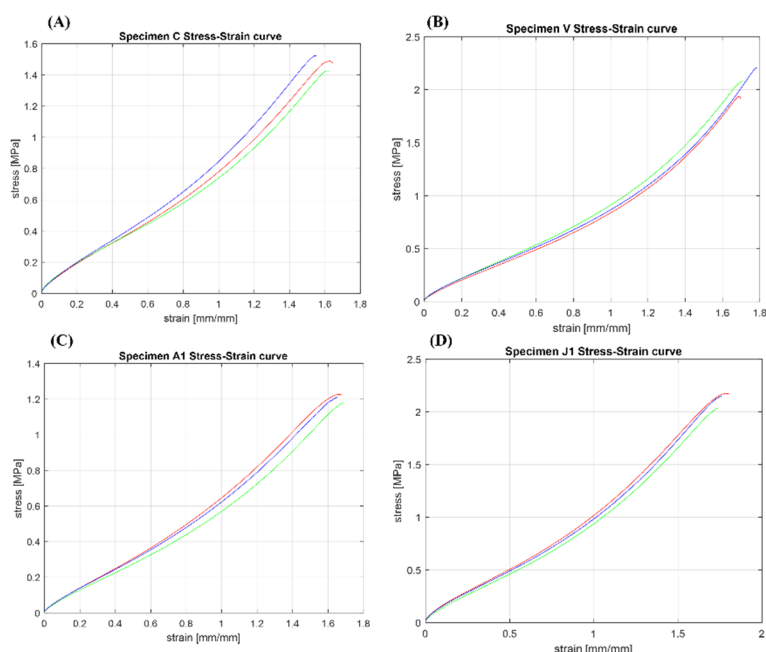 (A)
Specimen C Stress-Strain curve
1.6
1.4
1.2
1
0.8
0.6
0.4
0.2
0
stress [MPa]
0 0.2 0.4 0.6 0.8 1 1.2 1.4 1.6 1.8
strain [mm/mm]
(B)
Specimen V Stress-Strain curve
2.5
2
1.5
1
0.5
0
stress [MPa]
0 0.2 0.4 0.6 0.8 1 1.2 1.4 1.6 1.8
strain [mm/mm]
(C)
Specimen A1 Stress-Strain curve
1.4
1.2
1
0.8
0.6
0.4
0.2
0
stress [MPa]
0 0.2 0.4 0.6 0.8 1 1.2 1.4 1.6 1.8
strain [mm/mm]
(D)
Specimen J1 Stress-Strain curve
2.5
2
1.5
1
0.5
0
stress [MPa]
0 0.5 1 1.5 2
strain [mm/mm]